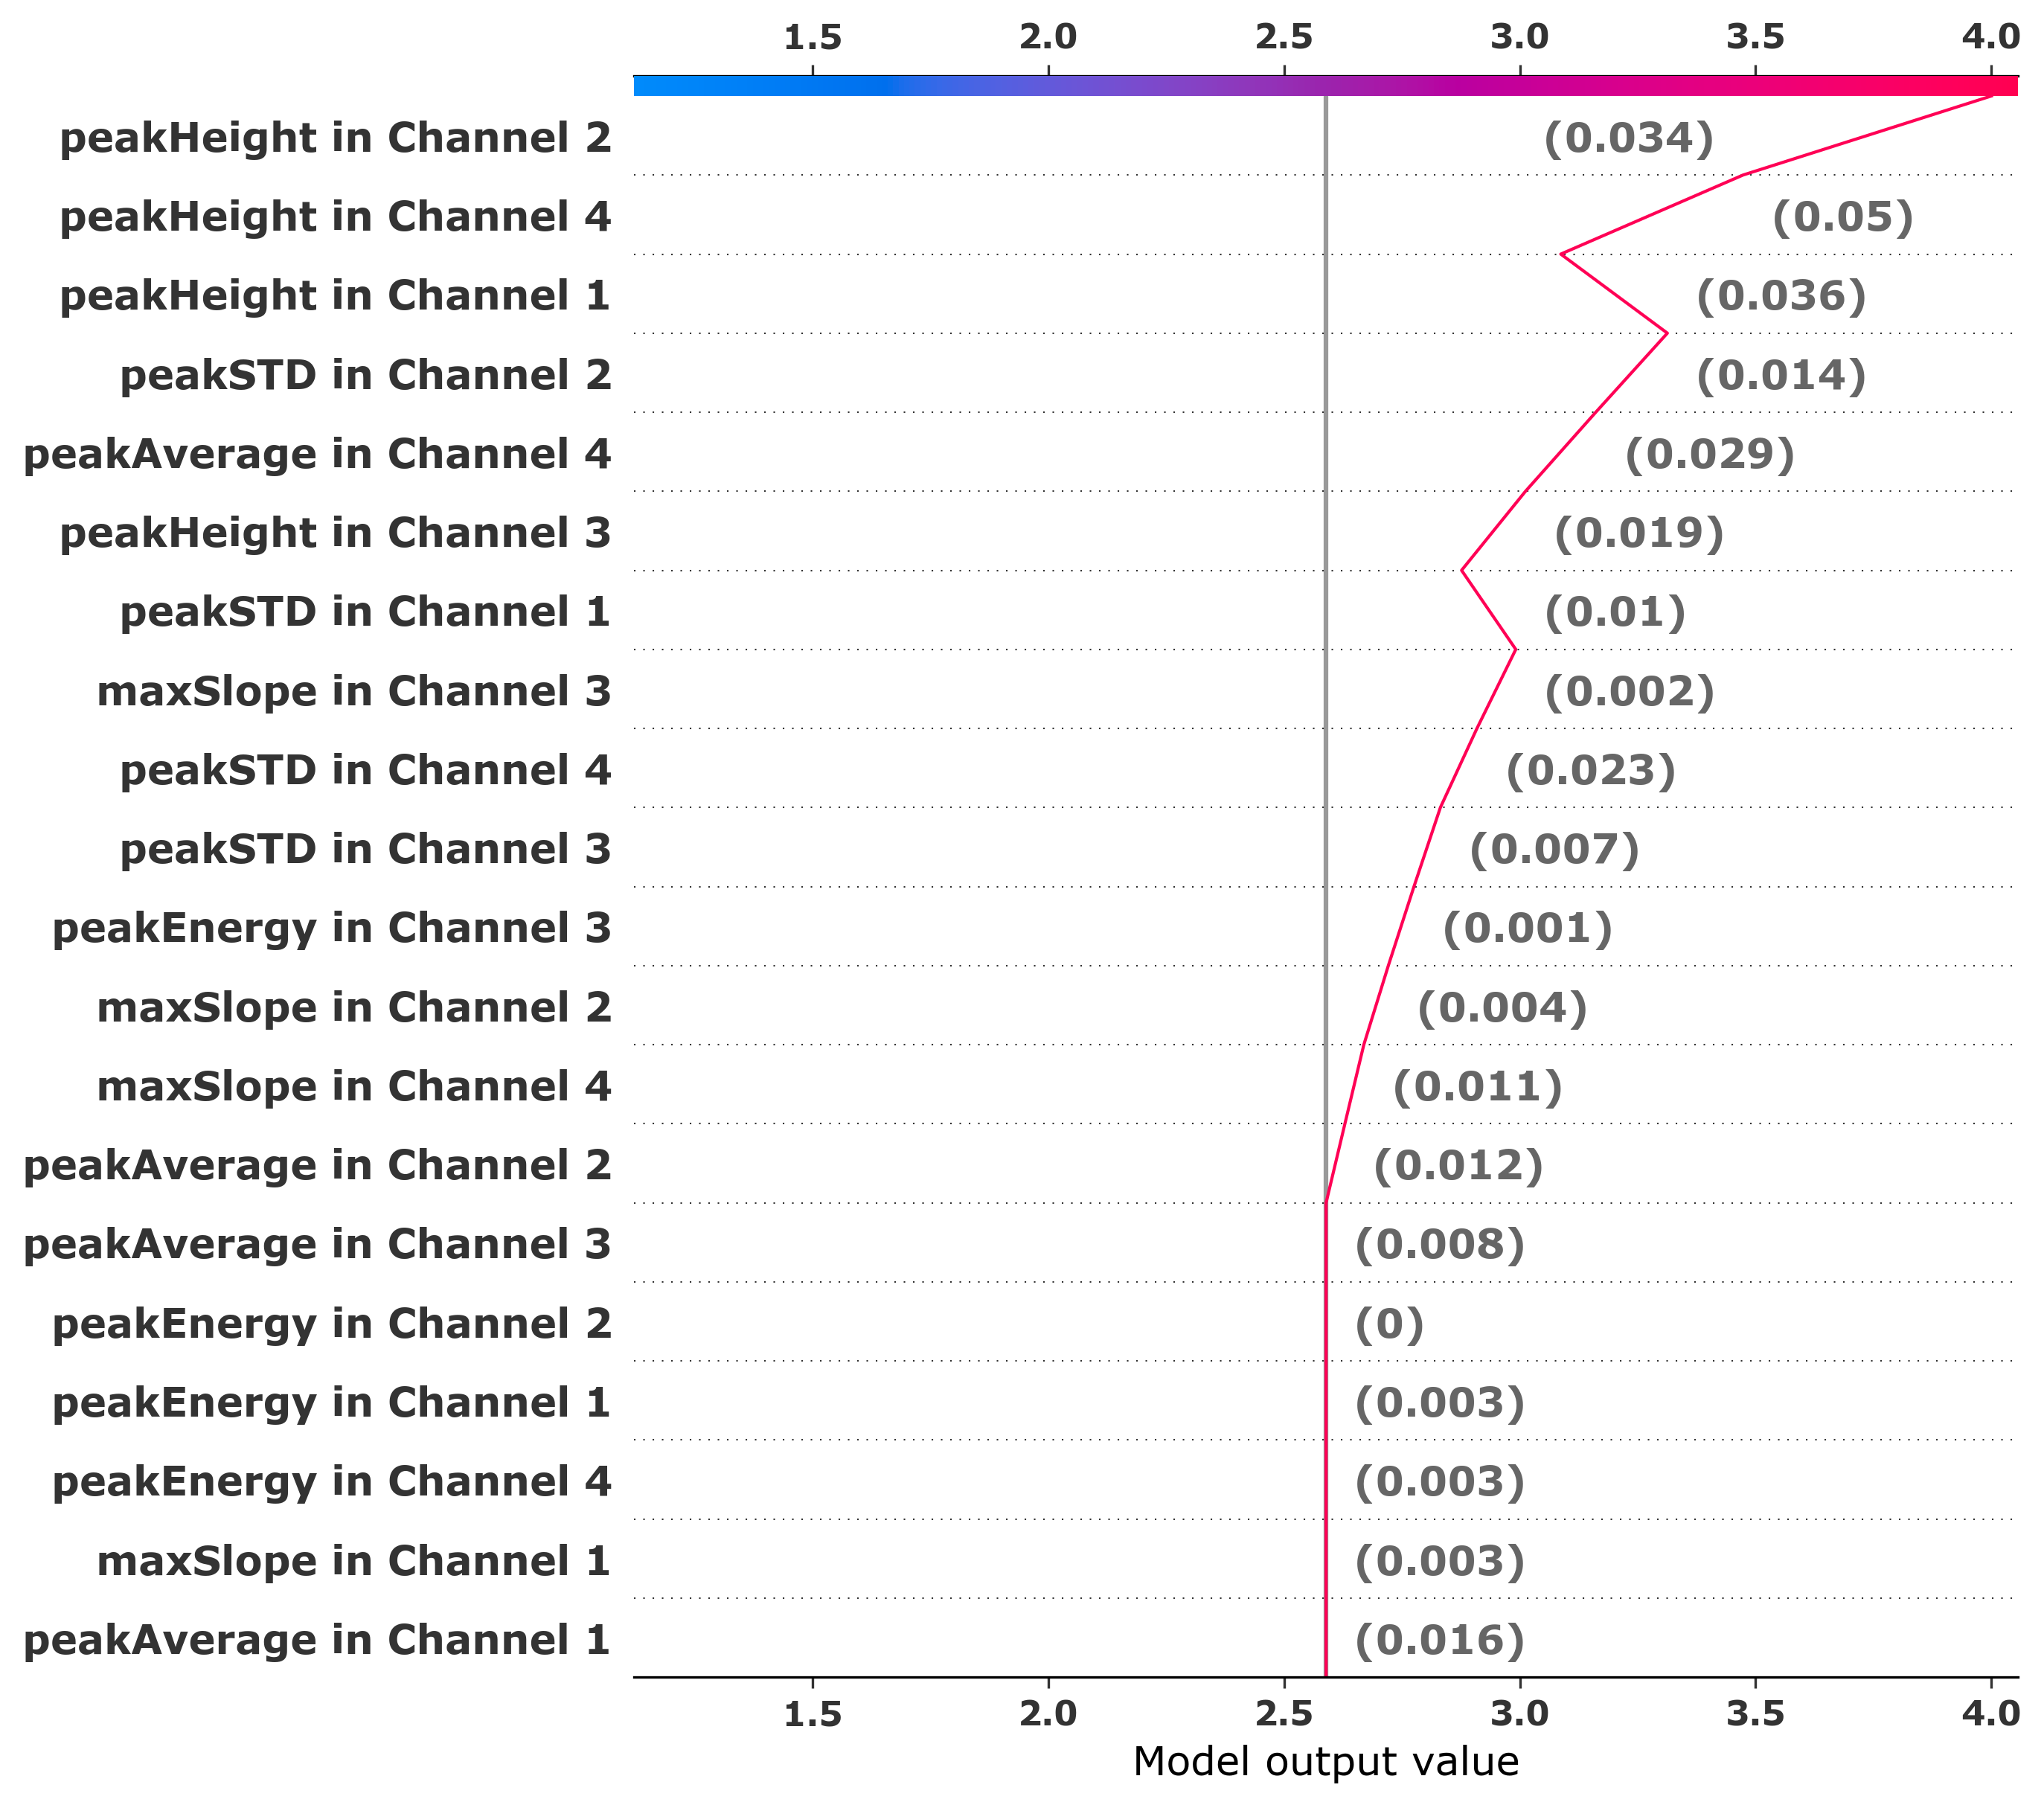 1.5 2.0 2.5 3.0 3.5 4.0
peakHeight in Channel 2 (0.034)
peakHeight in Channel 4 (0.05)
peakHeight in Channel 1 (0.036)
peakSTD in Channel 2 (0.014)
peakAverage in Channel 4 (0.029)
peakHeight in Channel 3 (0.019)
peakSTD in Channel 1 (0.01)
maxSlope in Channel 3 (0.002)
peakSTD in Channel 4 (0.023)
peakSTD in Channel 3 (0.007)
peakEnergy in Channel 3 (0.001)
maxSlope in Channel 2 (0.004)
maxSlope in Channel 4 (0.011)
peakAverage in Channel 2 (0.012)
peakAverage in Channel 3 (0.008)
peakEnergy in Channel 2 (0)
peakEnergy in Channel 1 (0.003)
peakEnergy in Channel 4 (0.003)
maxSlope in Channel 1 (0.003)
peakAverage in Channel 1 (0.016)
1.5 2.0 2.5 3.0 3.5 4.0
Model output value